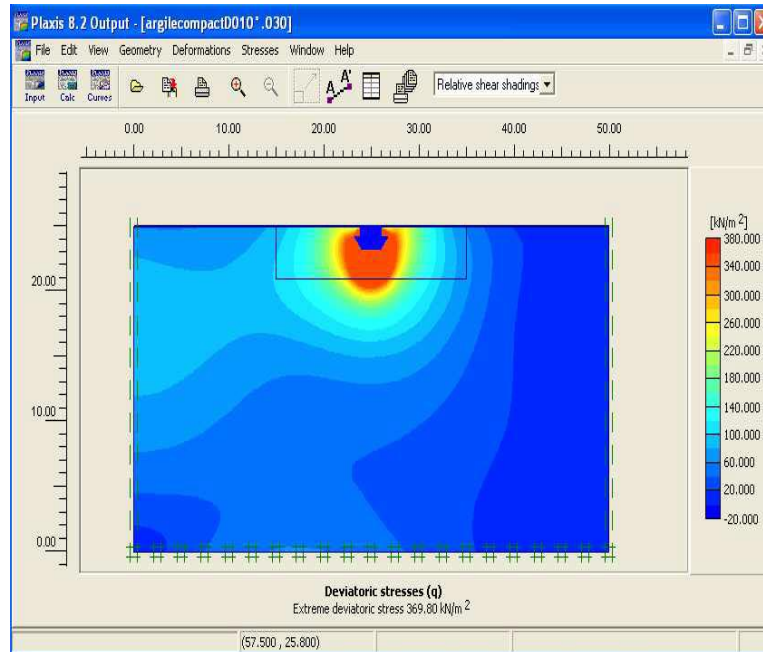 Plaxis 8.2 Output - [argilecompactD010°.030]
File Edit View Geometry Deformations Stresses Window Help
Input Calc Curves
Relative shear shadings
0.00 10.00 20.00 30.00 40.00 50.00
20.00
10.00
0.00
[kN/m 2]
380.000
340.000
300.000
260.000
220.000
180.000
140.000
100.000
60.000
20.000
-20.000
Deviatoric stresses (q)
Extreme deviatoric stress 369.80 kN/m 2
(57.500 , 25.800)